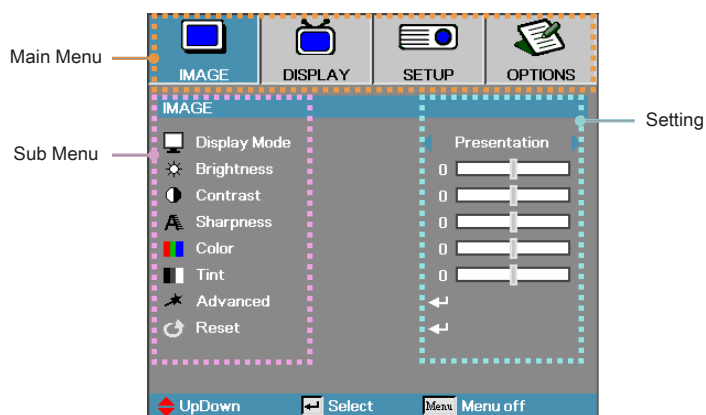 Main Menu
IMAGE DISPLAY SETUP OPTIONS
IMAGE
Setting
Sub Menu
Display Mode Presentation
Brightness 0
Contrast 0
Sharpness 0
Color 0
Tint 0
Advanced
Reset
UpDown Select Menu Menu off